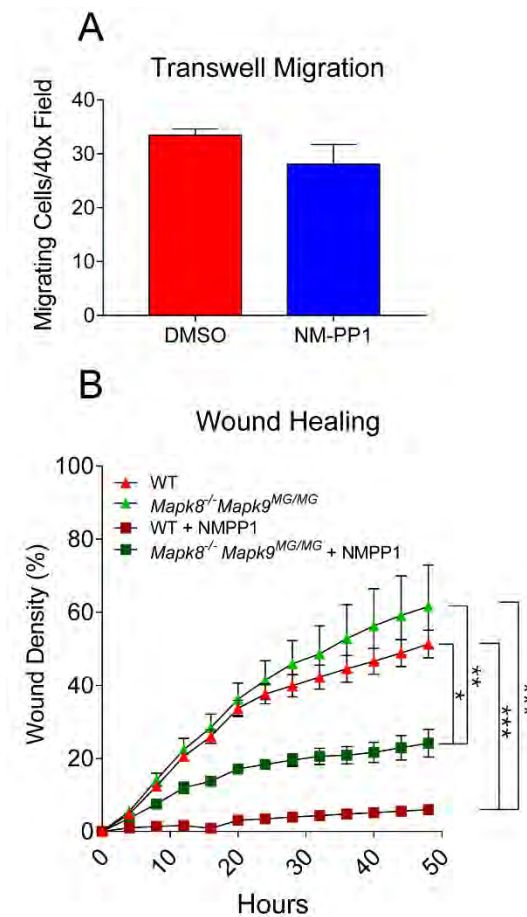 A
Transwell Migration
Migrating Cells/40x Field
40
30
20
10
0
DMSO
NM-PP1
B
Wound Healing
Wound Density (%)
100
80
60
40
20
0
WT
Mapk8-/- Mapk9MG/MG
WT + NMPP1
Mapk8-/- Mapk9MG/MG + NMPP1
*
**
***
***
0
10
20
30
40
50
Hours